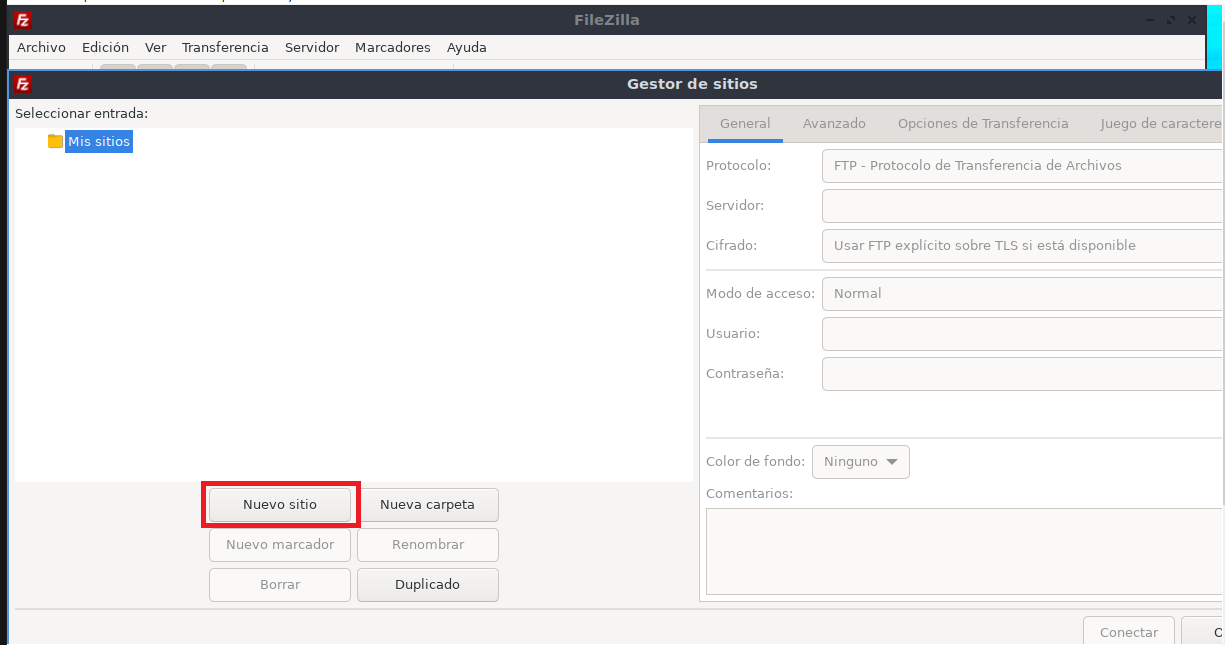 FileZilla
Archivo Edición Ver Transferencia Servidor Marcadores Ayuda
Gestor de sitios
Seleccionar entrada:
Mis sitios
Nuevo sitio Nueva carpeta
Nuevo marcador Renombrar
Borrar Duplicado
General Avanzado Opciones de Transferencia Juego de caractere
Protocolo: FTP - Protocolo de Transferencia de Archivos
Servidor:
Cifrado: Usar FTP explícito sobre TLS si está disponible
Modo de acceso: Normal
Usuario:
Contraseña:
Color de fondo: Ninguno
Comentarios:
Conectar